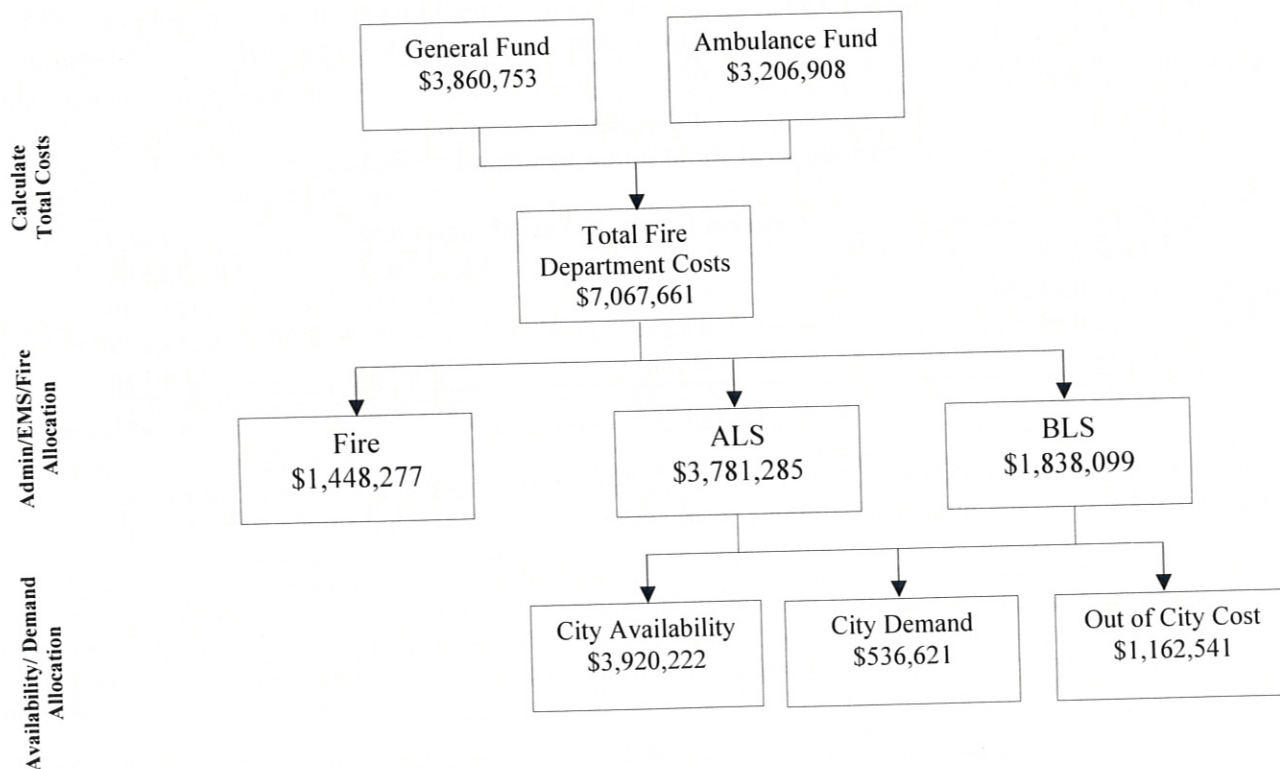 General Fund
$3,860,753
Ambulance Fund
$3,206,908
Calculate
Total Costs
Total Fire
Department Costs
$7,067,661
Admin/EMS/Fire
Allocation
Fire
$1,448,277
ALS
$3,781,285
BLS
$1,838,099
Availability/ Demand
Allocation
City Availability
$3,920,222
City Demand
$536,621
Out of City Cost
$1,162,541